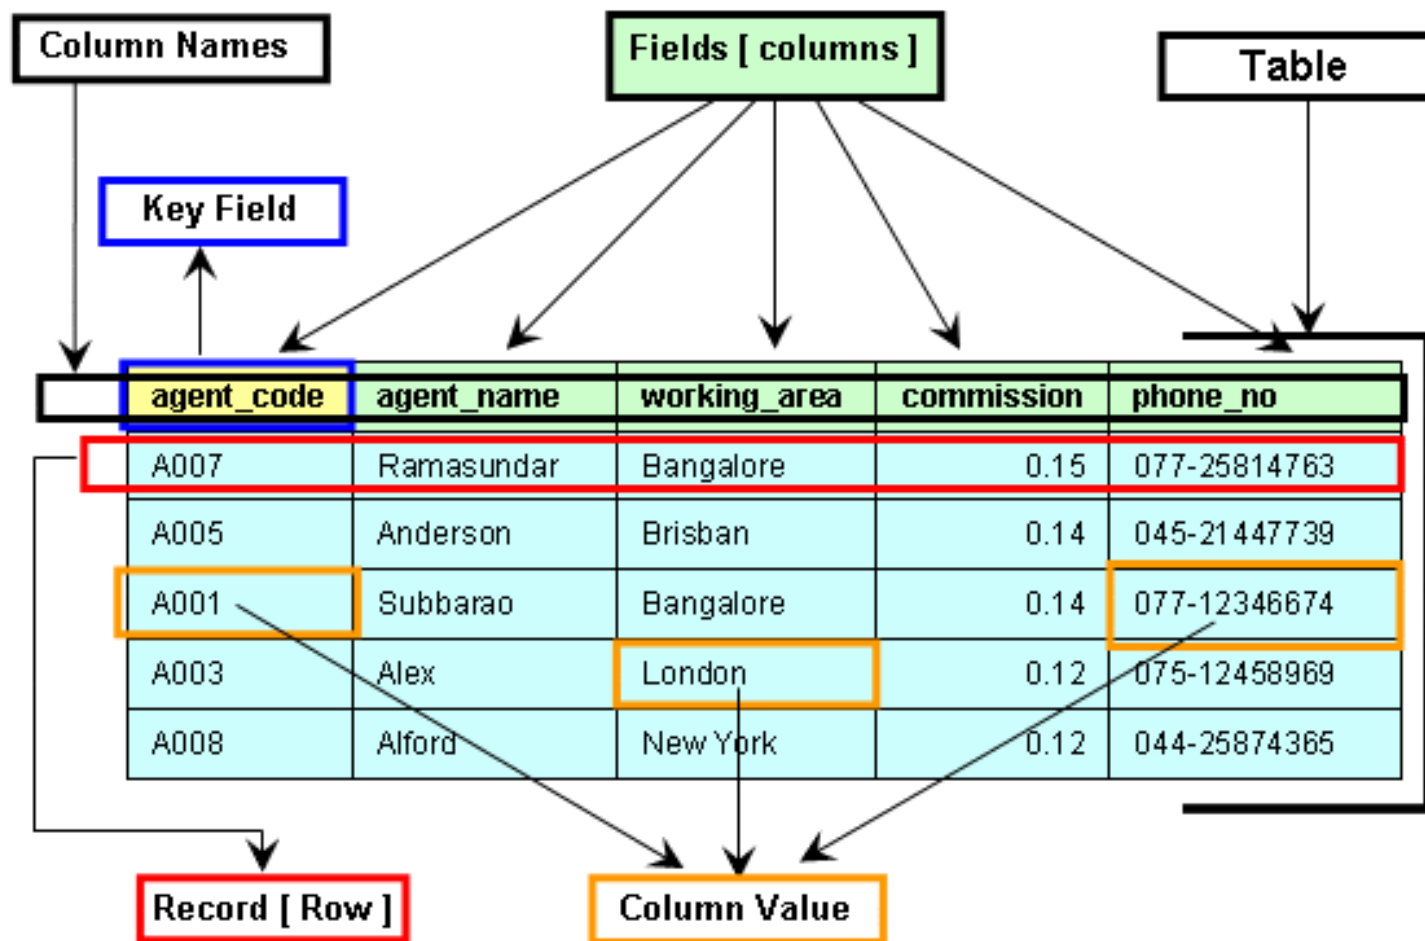 Column Names
Fields [ columns ]
Table
Key Field
agent_code agent_name working_area commission phone_no
A007 Ramasundar Bangalore 0.15 077-25814763
A005 Anderson Brisban 0.14 045-21447739
A001 Subbarao Bangalore 0.14 077-12346674
A003 Alex London 0.12 075-12458969
A008 Alford New York 0.12 044-25874365
Record [ Row ]
Column Value